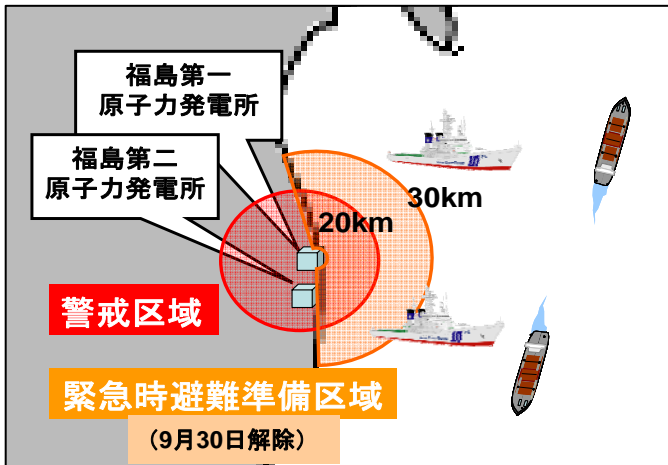 福島第一
原子力発電所
福島第二
原子力発電所
30km
20km
警戒区域
緊急時避難準備区域
（9月30日解除）